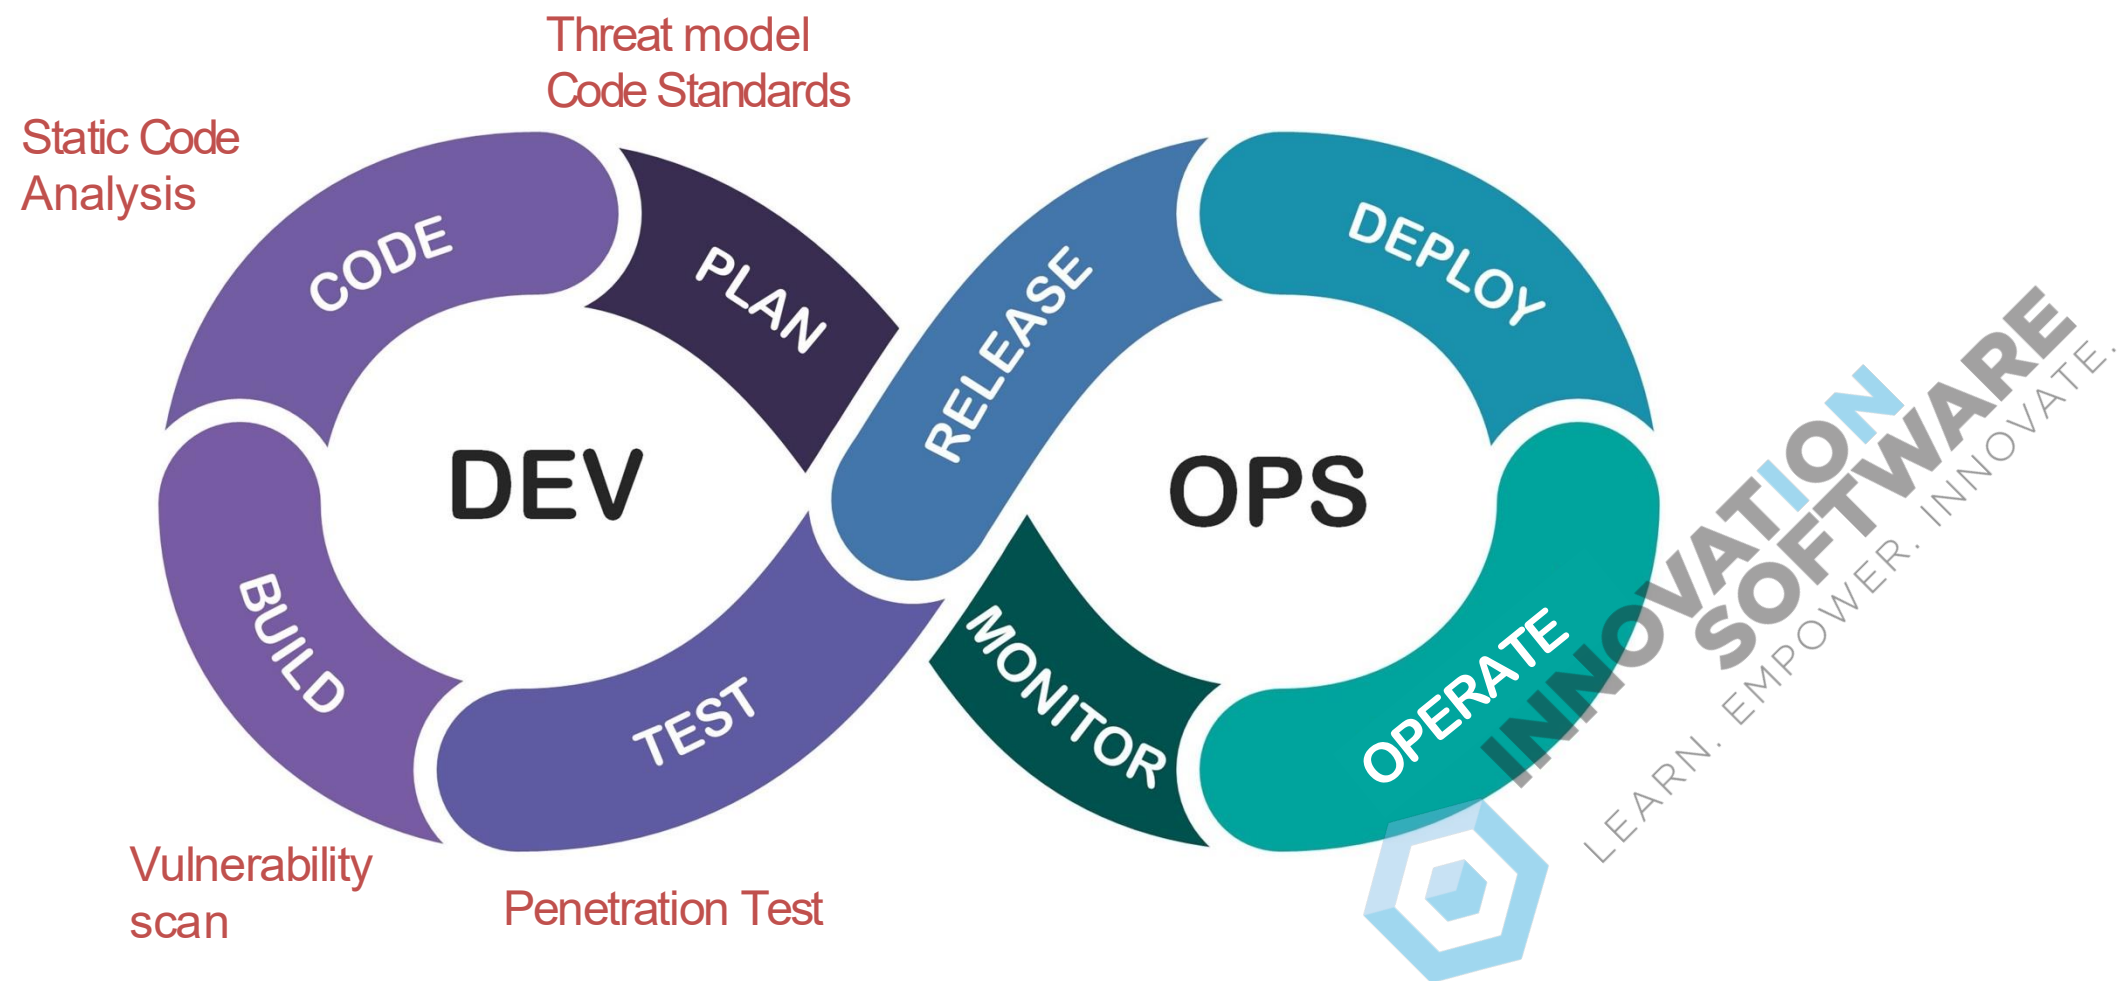 Threat model
Code Standards
Static Code
Analysis
CODE
PLAN
RELEASE
DEPLOY
DEV
OPS
BUILD
TEST
MONITOR
OPERATE
INNOVATION
SOFTWARE
LEARN. EMPOWER. INNOVATE.
Vulnerability
scan
Penetration Test